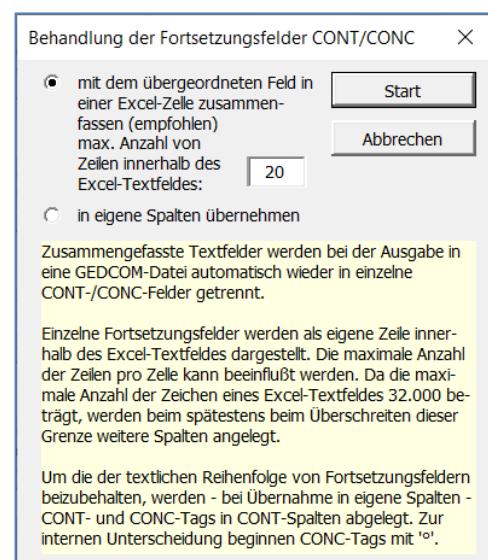 Behandlung der Fortsetzungsfelder CONT/CONC
mit dem übergeordneten Feld in
einer Excel-Zelle zusammen-
fassen (empfohlen)
max. Anzahl von
Zeilen innerhalb des
Excel-Textfeldes:
20
Start
Abbrechen
in eigene Spalten übernehmen
Zusammengefasste Textfelder werden bei der Ausgabe in
eine GEDCOM-Datei automatisch wieder in einzelne
CONT-/CONC-Felder getrennt.
Einzelne Fortsetzungsfelder werden als eigene Zeile inner-
halb des Excel-Textfeldes dargestellt. Die maximale Anzahl
der Zeilen pro Zelle kann beeinflußt werden. Da die maxi-
male Anzahl der Zeichen eines Excel-Textfeldes 32.000 be-
trägt, werden beim spätestens beim Überschreiten dieser
Grenze weitere Spalten angelegt.
Um die der textlichen Reihenfolge von Fortsetzungsfeldern
beizubehalten, werden - bei Übernahme in eigene Spalten -
CONT- und CONC-Tags in CONT-Spalten abgelegt. Zur
internen Unterscheidung beginnen CONC-Tags mit '°'.